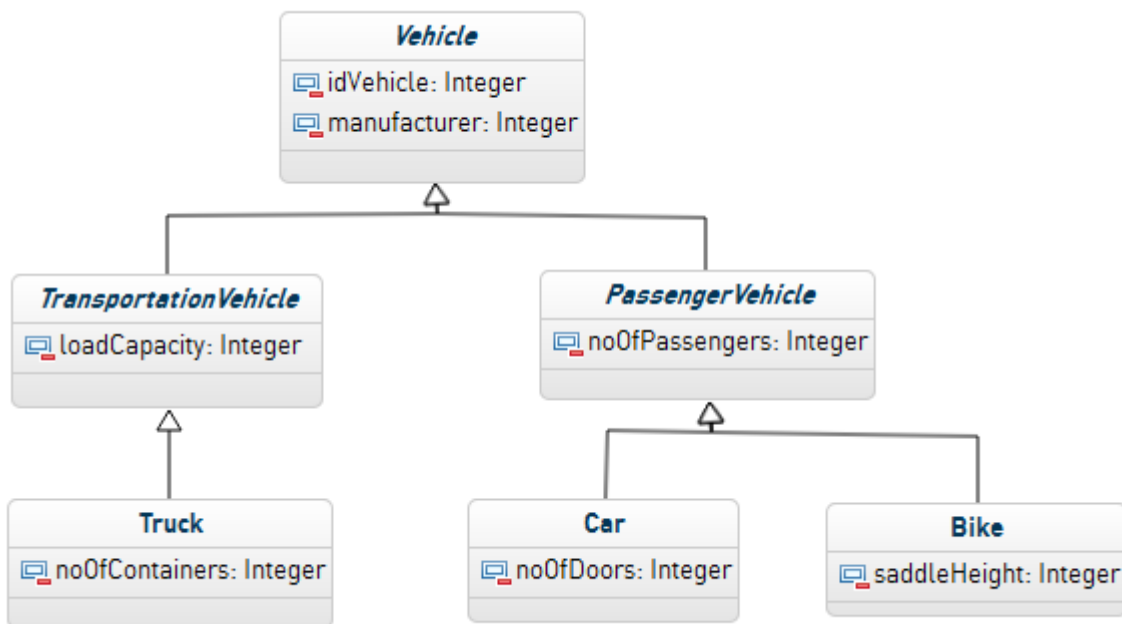 Vehicle
idVehicle: Integer
manufacturer: Integer
TransportationVehicle
loadCapacity: Integer
PassengerVehicle
noOfPassengers: Integer
Truck
noOfContainers: Integer
Car
noOfDoors: Integer
Bike
saddleHeight: Integer